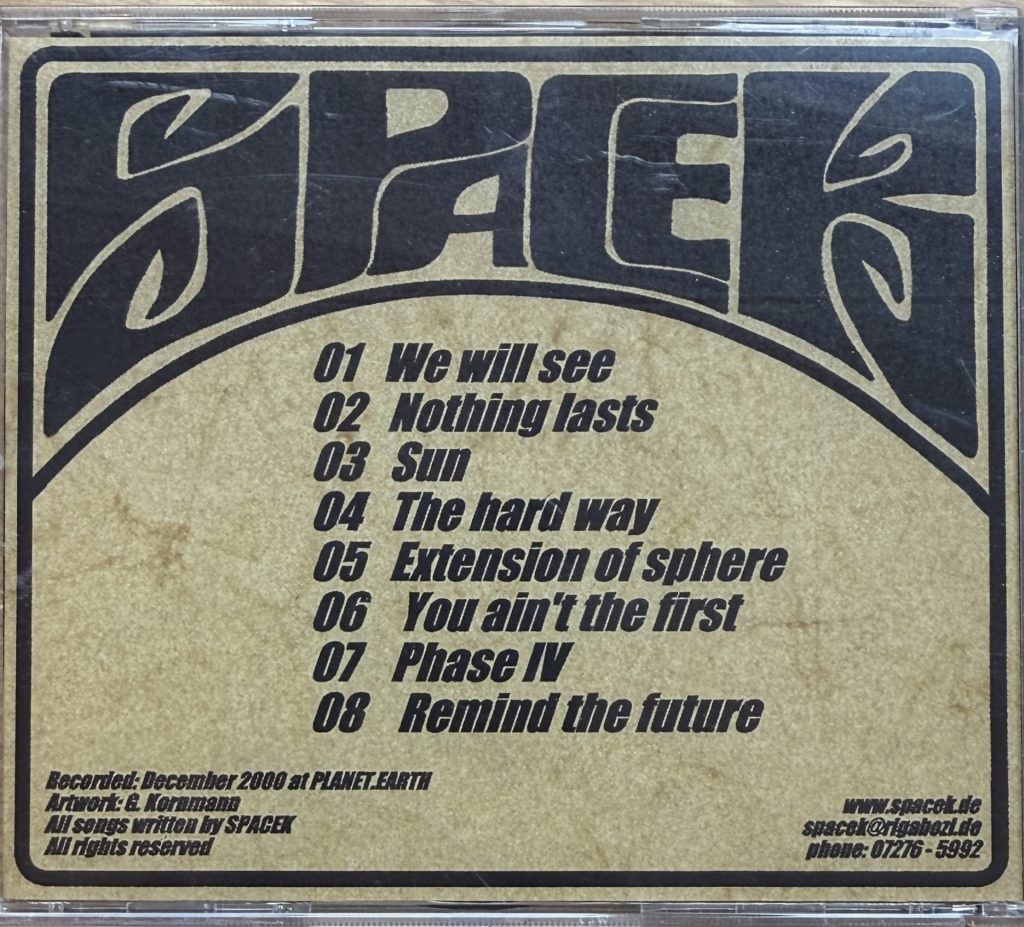 SPACEK
01 We will see
02 Nothing lasts
03 Sun
04 The hard way
05 Extension of sphere
06 You ain't the first
07 Phase IV
08 Remind the future
Recorded: December 2000 at PLANET.EARTH
Artwork: G. Kornmann
All songs written by SPACEK
All rights reserved
www.spacek.de
spacek@rigabozi.de
phone: 07276 - 5992